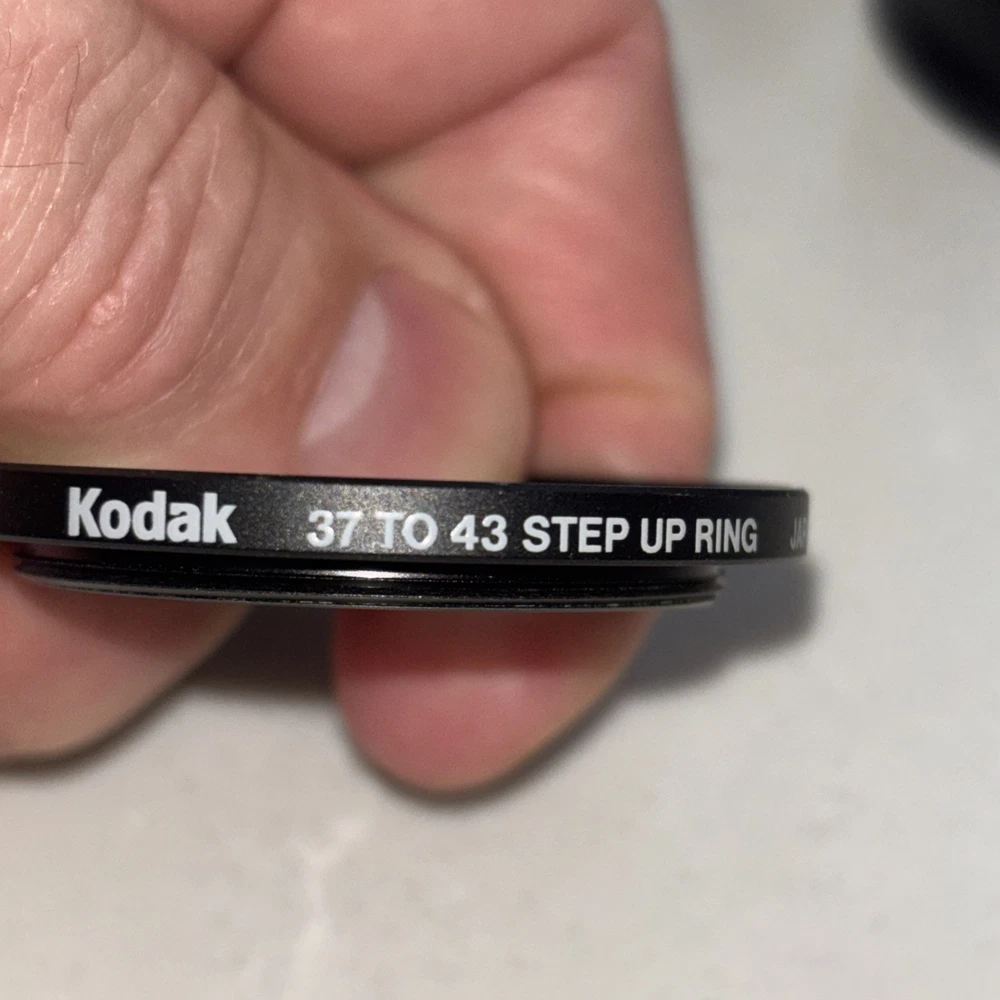 Kodak 37 TO 43 STEP UP RING